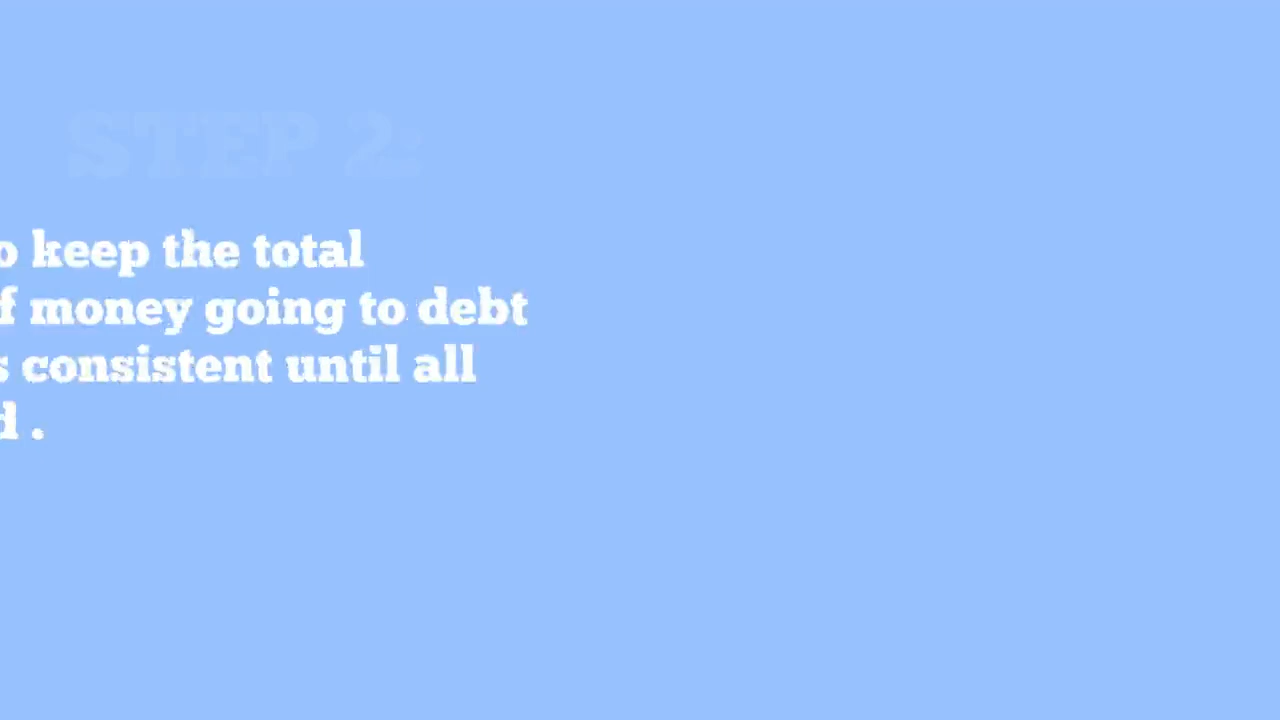 STEP 2:
keep the total
money going to debt
consistent until all
.